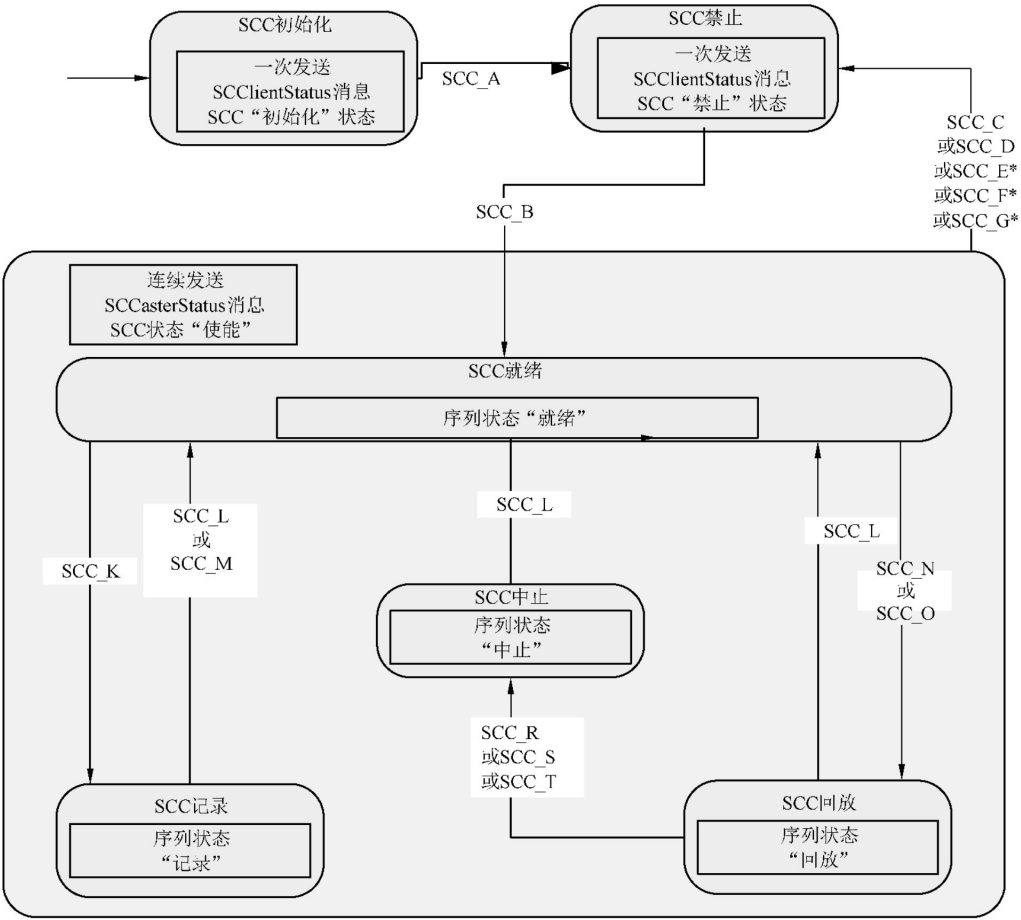 SCC初始化
一次发送
SCClientStatus消息
SCC“初始化”状态
SCC_A
SCC禁止
一次发送
SCClientStatus消息
SCC“禁止”状态
SCC_C
或SCC_D
或SCC_E*
或SCC_F*
或SCC_G*
SCC_B
连续发送
SCCasterStatus消息
SCC状态“使能”
SCC就绪
序列状态“就绪”
SCC_K
SCC_L
或
SCC_M
SCC_L
SCC_L
SCC_N
或
SCC_O
SCC中止
序列状态
“中止”
SCC_R
或SCC_S
或SCC_T
SCC记录
序列状态
“记录”
SCC回放
序列状态
“回放”